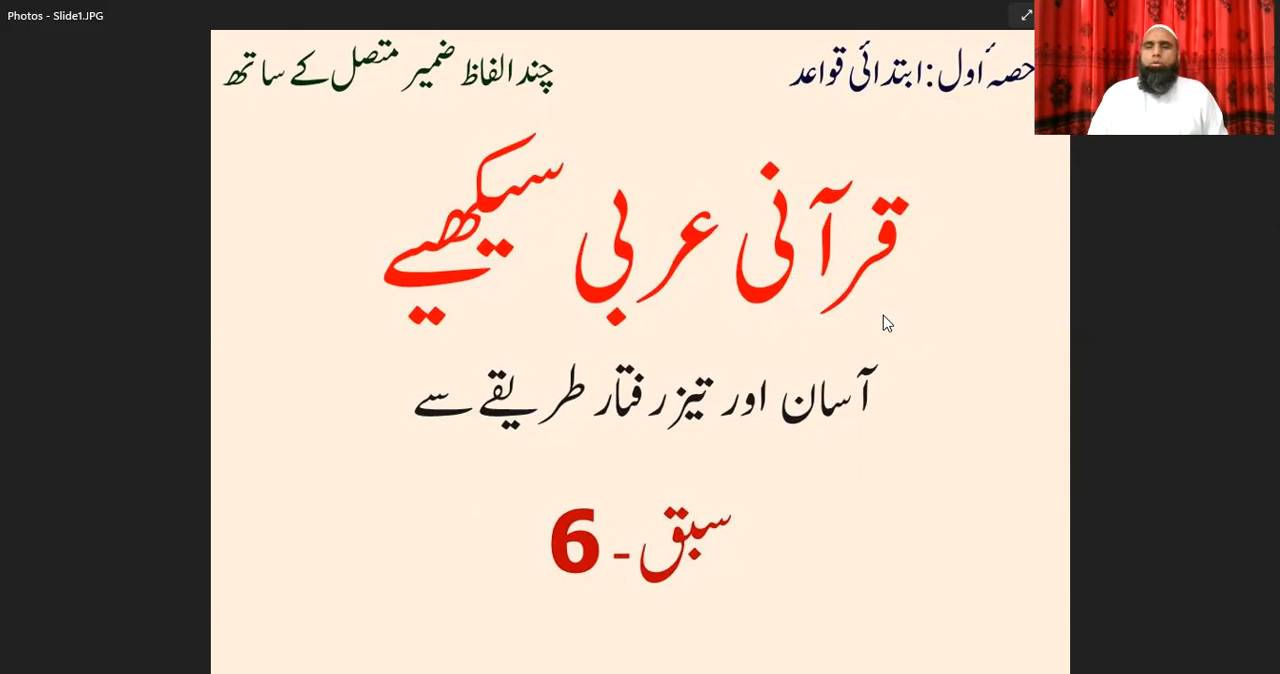 Photos - Slide1.JPG
حصہ أول : ابتدائی قواعد
چند الفاظ ضمیر متصل کے ساتھ
قرآنی عربی سیکھیے
آسان اور تیز رفتار طریقے سے
سبق - 6